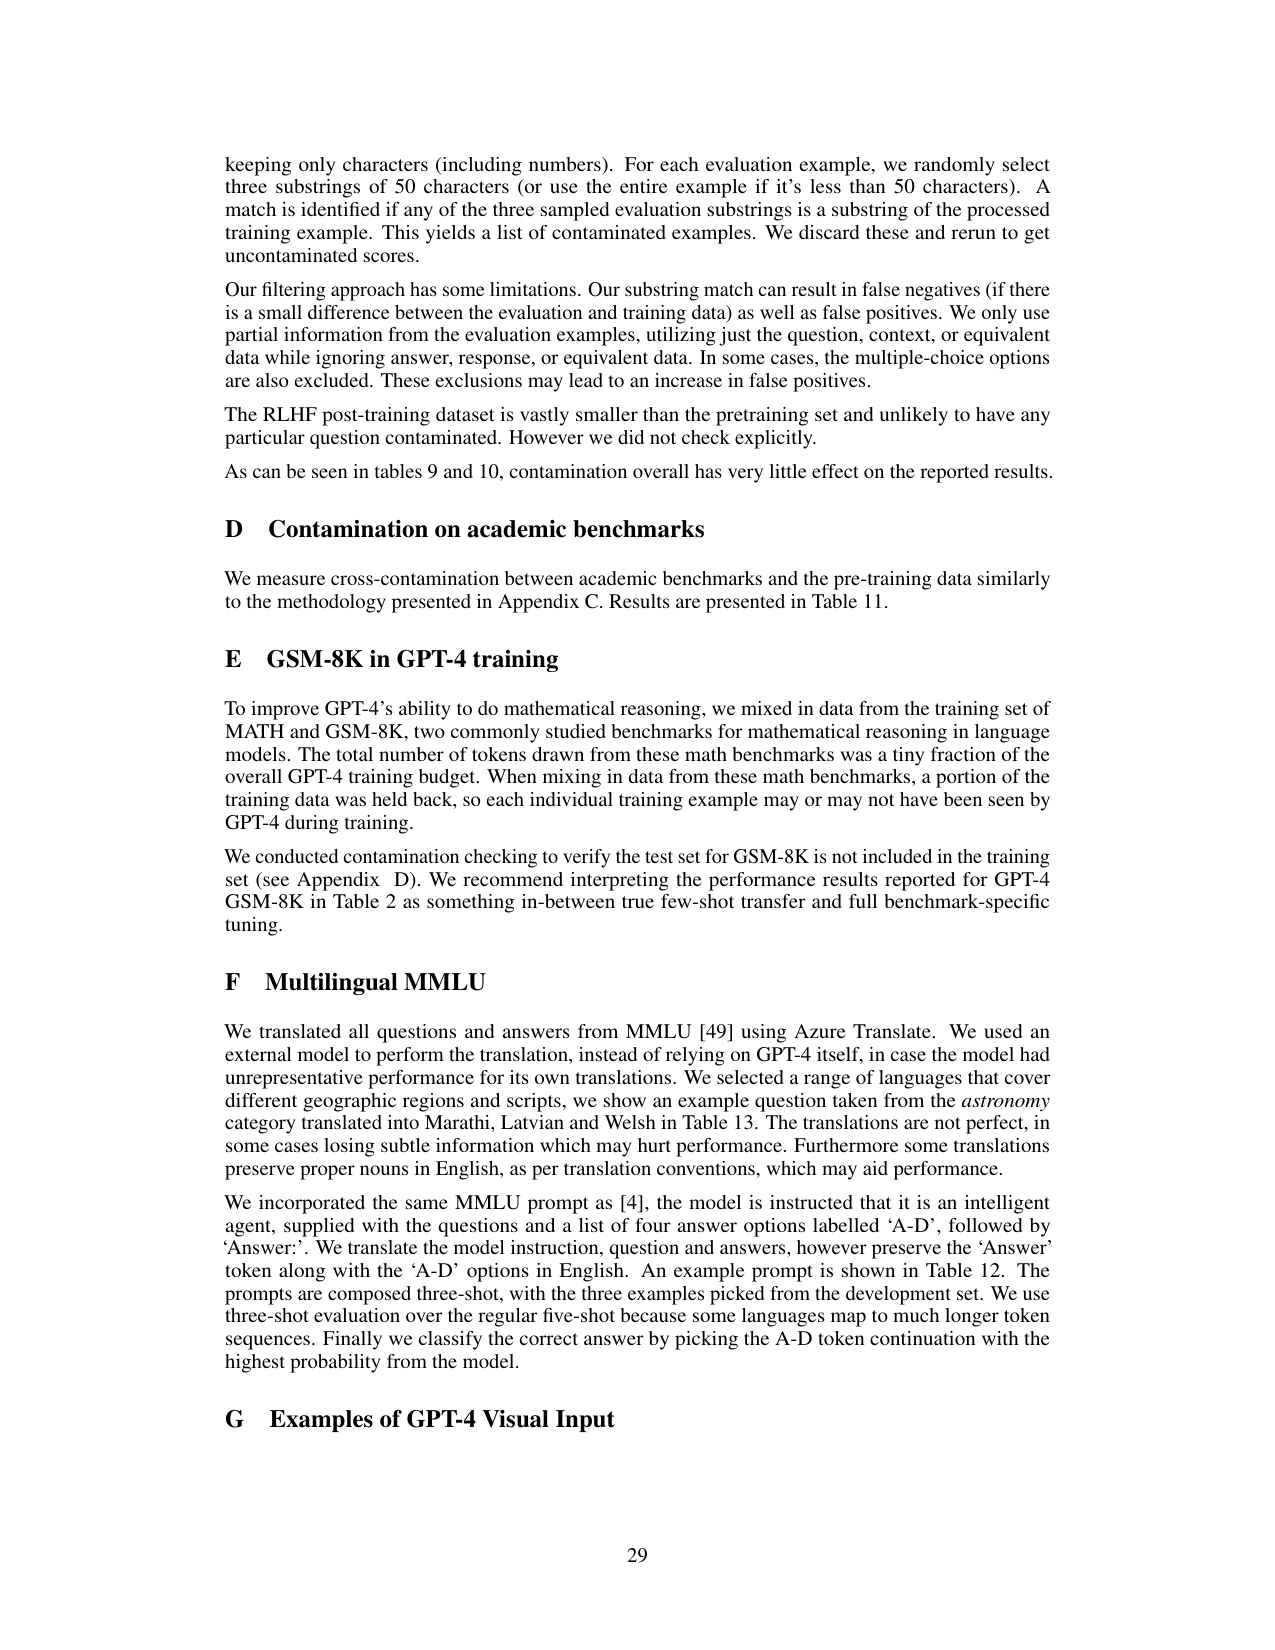 keeping only characters (including numbers). For each evaluation example, we randomly select
three substrings of 50 characters (or use the entire example if it's less than 50 characters). A
match is identified if any of the three sampled evaluation substrings is a substring of the processed
training example. This yields a list of contaminated examples. We discard these and rerun to get
uncontaminated scores.
Our filtering approach has some limitations. Our substring match can result in false negatives (if there
is a small difference between the evaluation and training data) as well as false positives. We only use
partial information from the evaluation examples, utilizing just the question, context, or equivalent
data while ignoring answer, response, or equivalent data. In some cases, the multiple-choice options
are also excluded. These exclusions may lead to an increase in false positives.
The RLHF post-training dataset is vastly smaller than the pretraining set and unlikely to have any
particular question contaminated. However we did not check explicitly.
As can be seen in tables 9 and 10, contamination overall has very little effect on the reported results.
D Contamination on academic benchmarks
We measure cross-contamination between academic benchmarks and the pre-training data similarly
to the methodology presented in Appendix C. Results are presented in Table 11.
E GSM-8K in GPT-4 training
To improve GPT-4's ability to do mathematical reasoning, we mixed in data from the training set of
MATH and GSM-8K, two commonly studied benchmarks for mathematical reasoning in language
models. The total number of tokens drawn from these math benchmarks was a tiny fraction of the
overall GPT-4 training budget. When mixing in data from these math benchmarks, a portion of the
training data was held back, so each individual training example may or may not have been seen by
GPT-4 during training.
We conducted contamination checking to verify the test set for GSM-8K is not included in the training
set (see Appendix D). We recommend interpreting the performance results reported for GPT-4
GSM-8K in Table 2 as something in-between true few-shot transfer and full benchmark-specific
tuning.
F Multilingual MMLU
We translated all questions and answers from MMLU [49] using Azure Translate. We used an
external model to perform the translation, instead of relying on GPT-4 itself, in case the model had
unrepresentative performance for its own translations. We selected a range of languages that cover
different geographic regions and scripts, we show an example question taken from the astronomy
category translated into Marathi, Latvian and Welsh in Table 13. The translations are not perfect, in
some cases losing subtle information which may hurt performance. Furthermore some translations
preserve proper nouns in English, as per translation conventions, which may aid performance.
We incorporated the same MMLU prompt as [4], the model is instructed that it is an intelligent
agent, supplied with the questions and a list of four answer options labelled ‘A-D’, followed by
‘Answer:’. We translate the model instruction, question and answers, however preserve the ‘Answer’
token along with the ‘A-D’ options in English. An example prompt is shown in Table 12. The
prompts are composed three-shot, with the three examples picked from the development set. We use
three-shot evaluation over the regular five-shot because some languages map to much longer token
sequences. Finally we classify the correct answer by picking the A-D token continuation with the
highest probability from the model.
G Examples of GPT-4 Visual Input
29